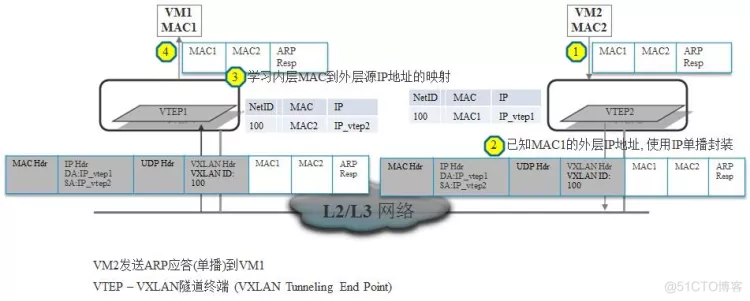 VM1
MAC1
VM2
MAC2
4
MAC1 MAC2 ARP
Resp
1
MAC1 MAC2 ARP
Resp
3 学习内层MAC到外层源IP地址的映射
VTEP1
NetID MAC IP
100 MAC2 IP_vtep2
NetID MAC IP
100 MAC1 IP_vtep1
VTEP2
2 已知MAC1的外层IP地址,使用IP单播封装
MAC Hdr IP Hdr
DA:IP_vtep1
SA:IP_vtep2
UDP Hdr
VXLAN Hdr
VXLAN ID:
100
MAC1 MAC2 ARP
Resp
MAC Hdr IP Hdr
DA:IP_vtep1
SA:IP_vtep2
UDP Hdr
VXLAN Hdr
VXLAN ID:
100
MAC1 MAC2 ARP
Resp
L2/L3 网络
VM2发送ARP应答(单播)到VM1
VTEP – VXLAN隧道终端 (VXLAN Tunneling End Point)
@51CTO博客